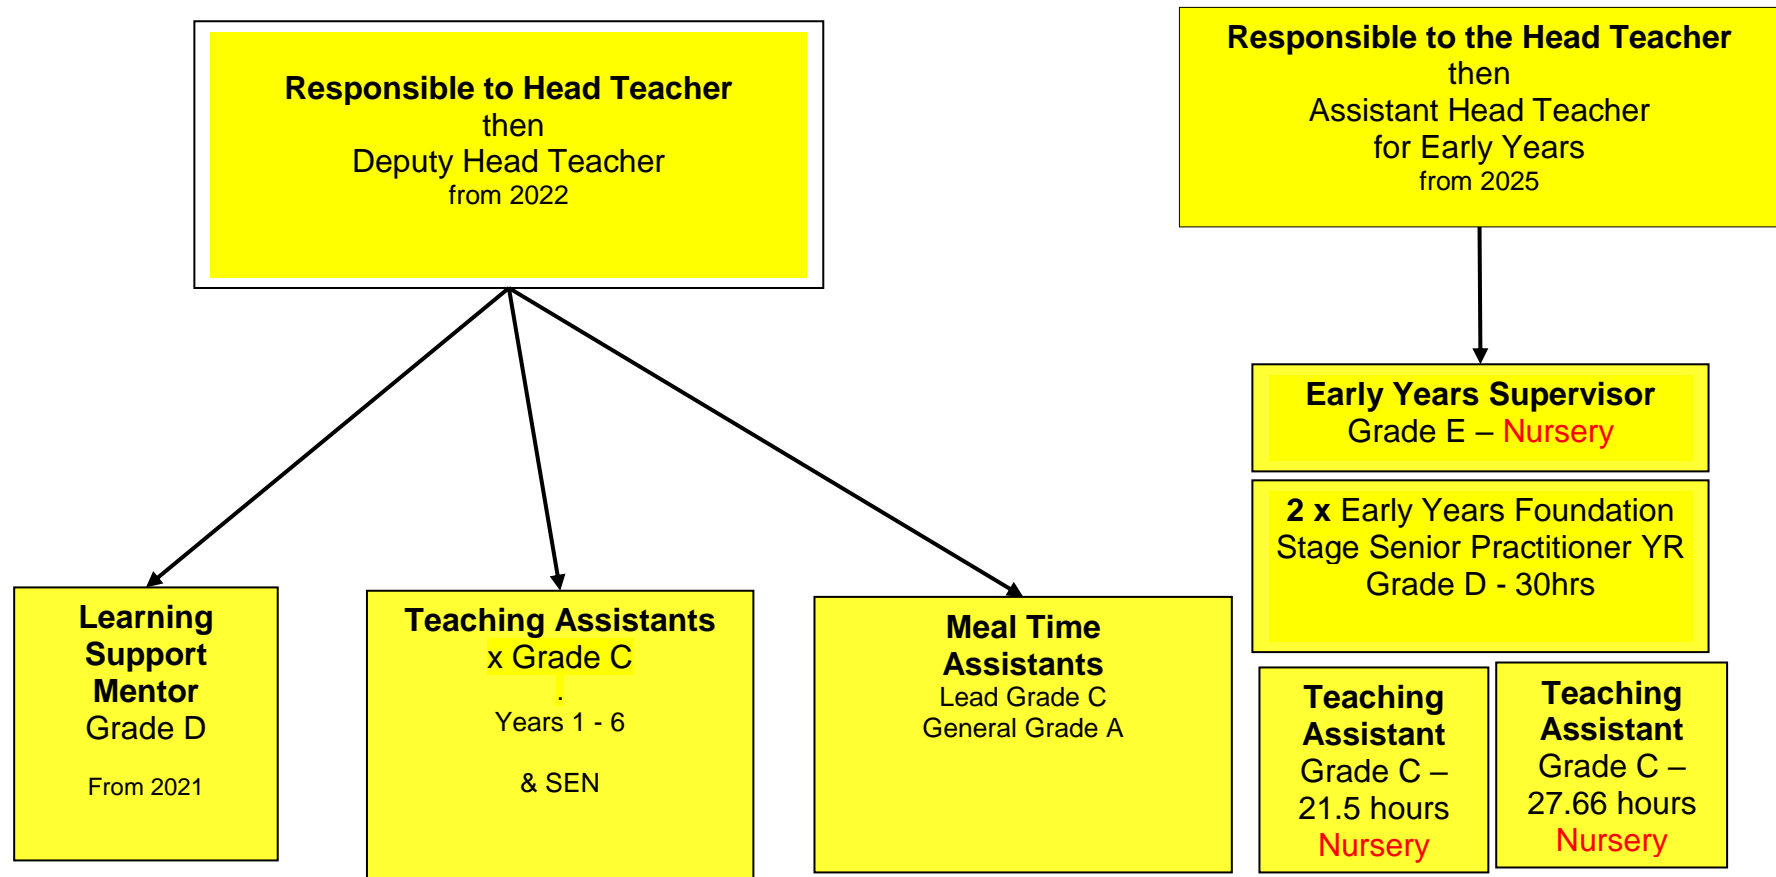 Responsible to Head Teacher
then
Deputy Head Teacher
from 2022
Responsible to the Head Teacher
then
Assistant Head Teacher
for Early Years
from 2025
Early Years Supervisor
Grade E – Nursery
2 x Early Years Foundation
Stage Senior Practitioner YR
Grade D - 30hrs
Learning
Support
Mentor
Grade D
From 2021
Teaching Assistants
x Grade C
.
Years 1 - 6
& SEN
Meal Time
Assistants
Lead Grade C
General Grade A
Teaching
Assistant
Grade C –
21.5 hours
Nursery
Teaching
Assistant
Grade C –
27.66 hours
Nursery